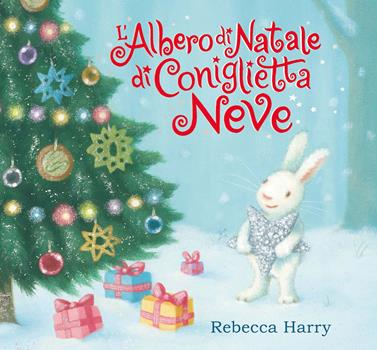 L'Albero di Natale
di Coniglietta
Neve
Rebecca Harry